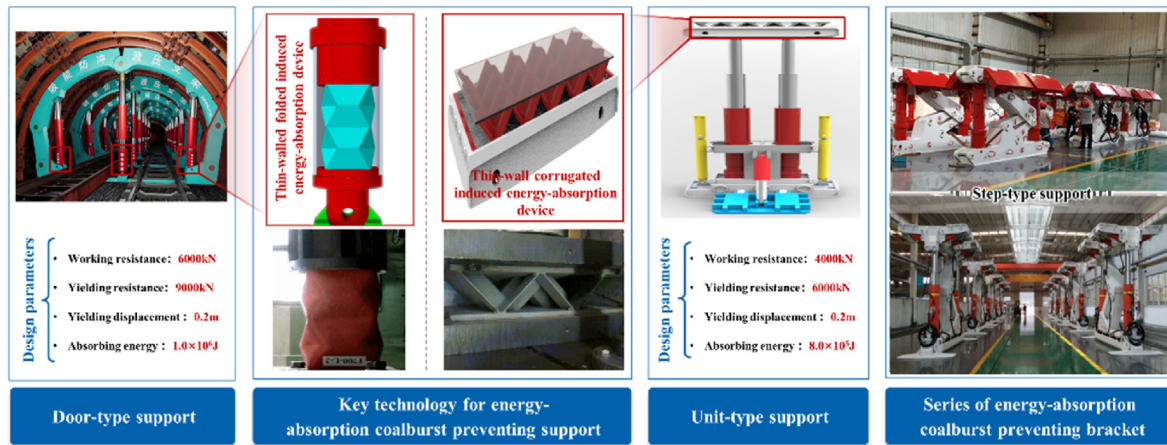 Thin-walled folded induced
energy-absorption device
Thin-wall corrugated
induced energy-absorption
device
Step-type support
Design parameters
• Working resistance: 6000kN
• Yielding resistance: 9000kN
• Yielding displacement: 0.2m
• Absorbing energy: 1.0×10⁶J
Design parameters
• Working resistance: 4000kN
• Yielding resistance: 6000kN
• Yielding displacement: 0.2m
• Absorbing energy: 8.0×10⁵J
Door-type support
Key technology for energy-
absorption coalburst preventing support
Unit-type support
Series of energy-absorption
coalburst preventing bracket